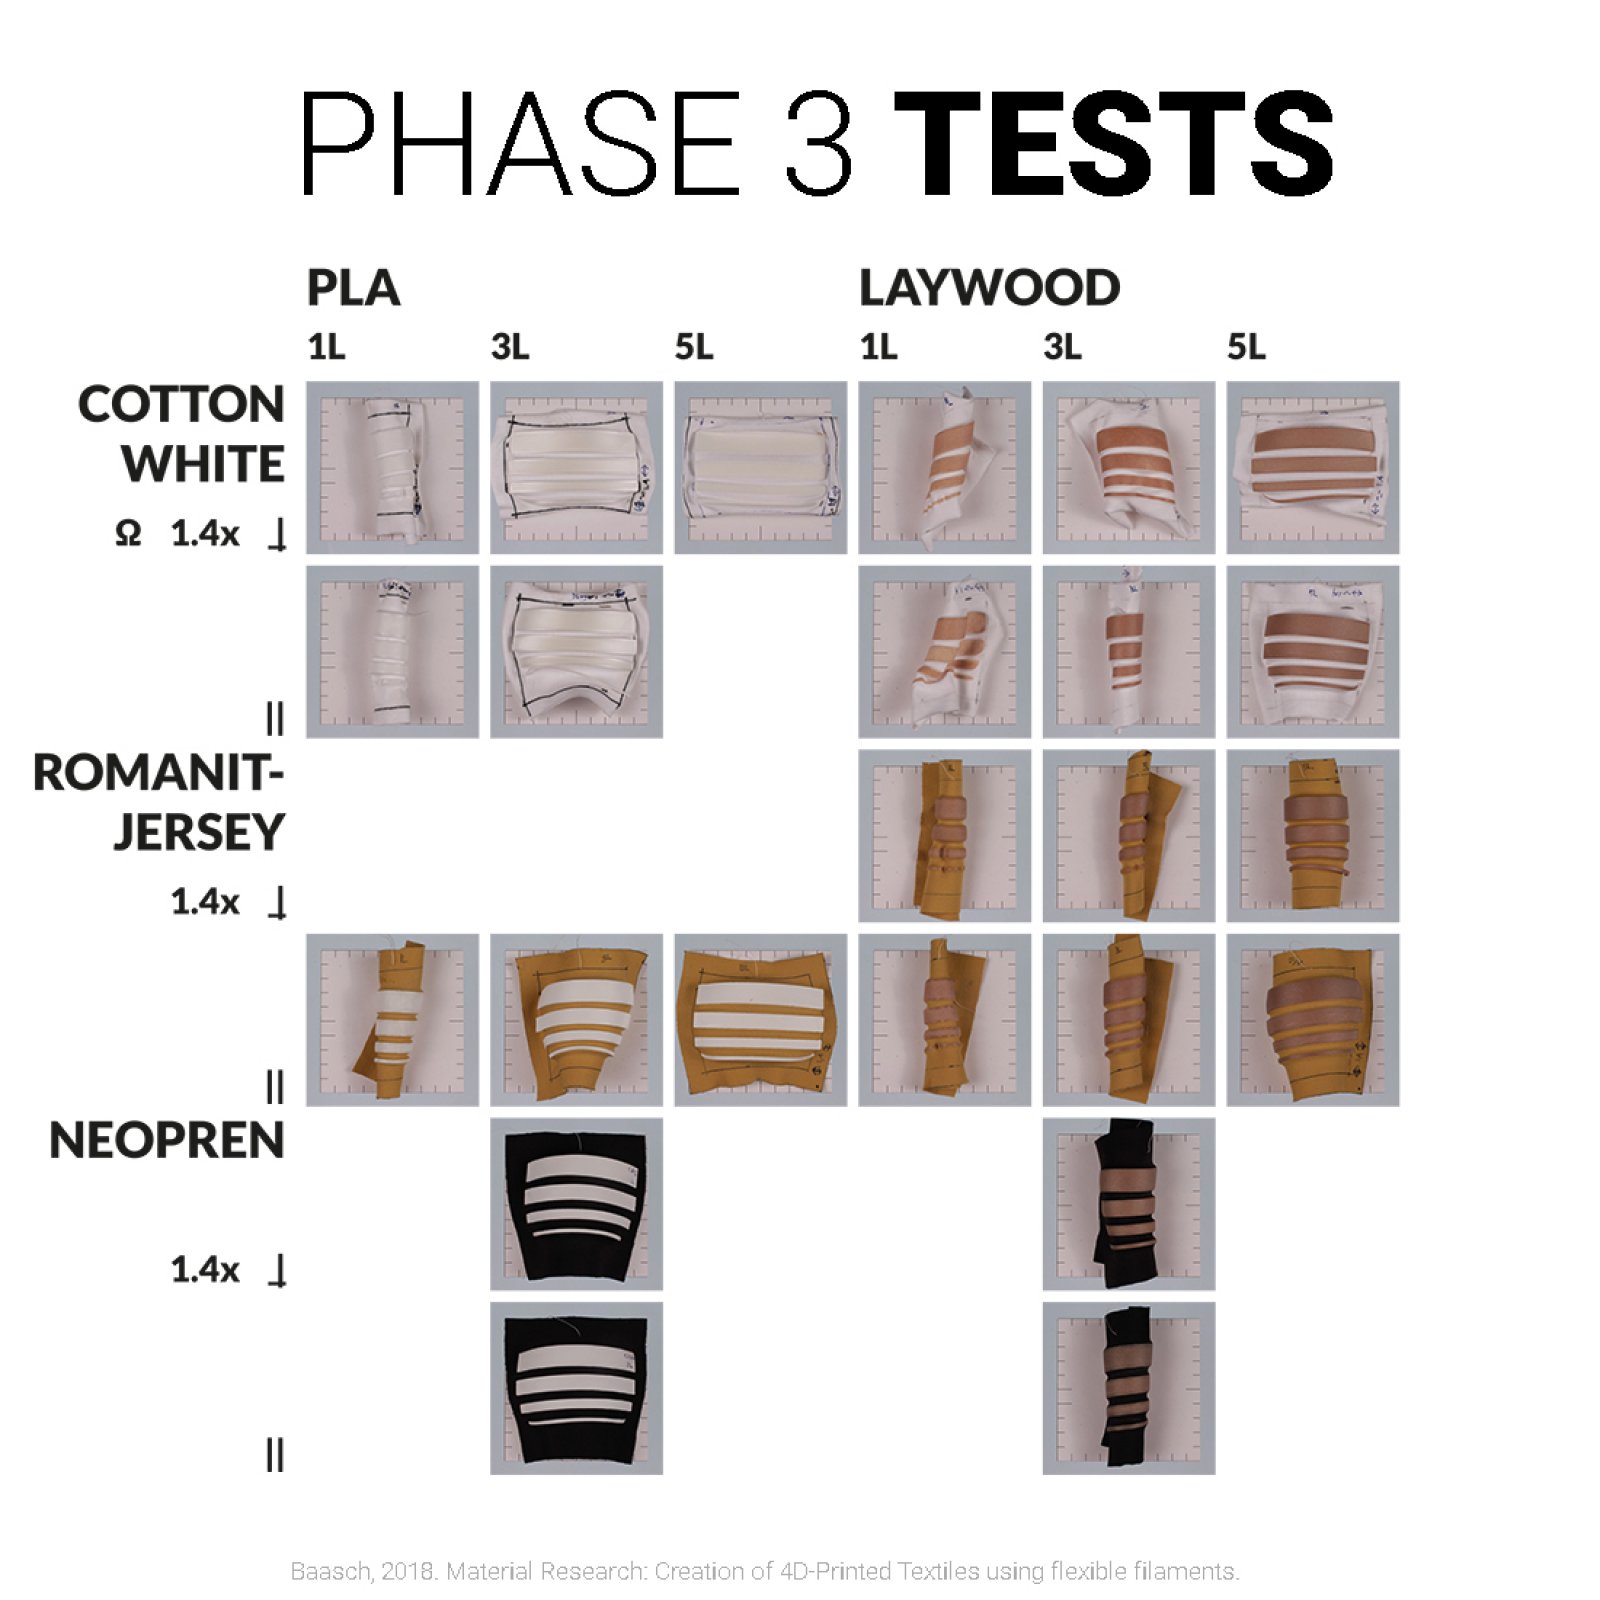 PHASE 3 TESTS
PLA LAYWOOD
1L 3L 5L 1L 3L 5L
COTTON
WHITE
Ω 1.4x ⊥
||
ROMANIT-
JERSEY
1.4x ⊥
||
NEOPREN
1.4x ⊥
||
Baasch, 2018. Material Research: Creation of 4D-Printed Textiles using flexible filaments.